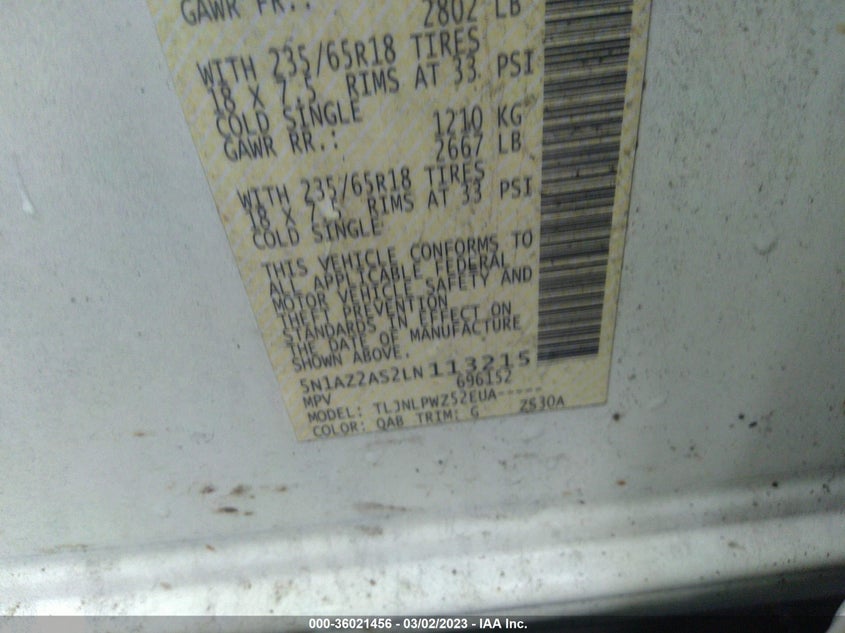 GAWR FR.:
2802 LB
WITH 235/65R18 TIRES
18 X 7.5 RIMS AT 33 PSI
COLD SINGLE
1210 KG
GAWR RR.: 2667 LB
WITH 235/65R18 TIRES
18 X 7.5 RIMS AT 33 PSI
COLD SINGLE
THIS VEHICLE CONFORMS TO
ALL APPLICABLE FEDERAL
MOTOR VEHICLE SAFETY AND
THEFT PREVENTION
STANDARDS IN EFFECT ON
THE DATE OF MANUFACTURE
SHOWN ABOVE.
5N1AZ2AS2LN113215
696152
MPV
MODEL: TLJNLPWZ52EUA-----
COLOR: QAB TRIM: G ZS30A
000-36021456 - 03/02/2023 - IAA Inc.